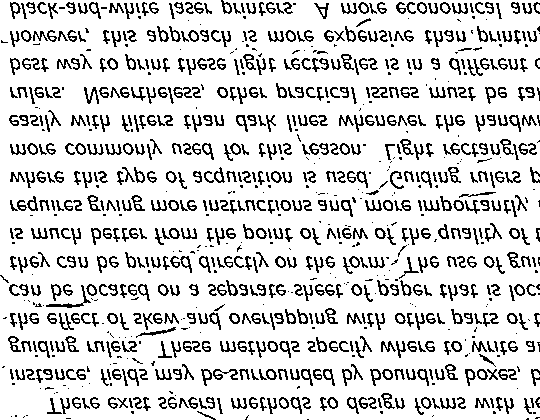 There exist several methods to design forms with fie
instance, fields may be surrounded by bounding boxes, b
guiding rulers. These methods specify where to write a
the effect of skew and overlapping with other parts of t
can be located on a separate sheet of paper that is loca
they can be printed directly on the form. The use of guid
is much better from the point of view of the quality of t
requires giving more instructions and, more importantly,
where this type of acquisition is used. Guiding rulers p
more commonly used for this reason. Light rectangles
easily with filters than dark lines whenever the handw
rulers. Nevertheless, other practical issues must be tak
best way to print these light rectangles is in a different c
however, this approach is more expensive than printing
black-and-white laser printers. A more economical and